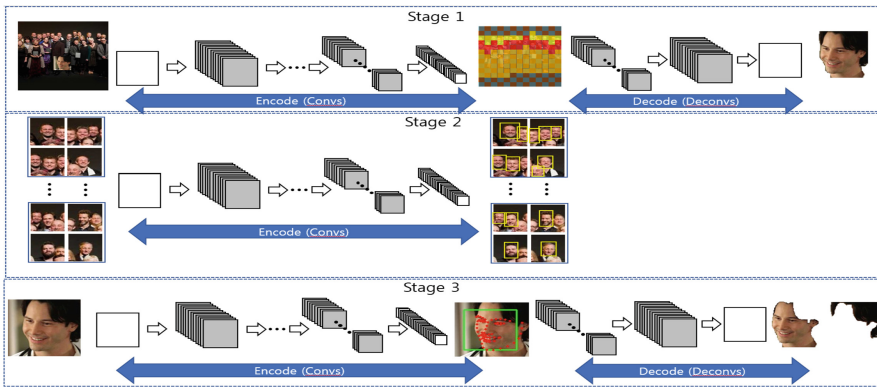 Stage 1
Encode (Convs)
Decode (Deconvs)
Stage 2
Encode (Convs)
Stage 3
Encode (Convs)
Decode (Deconvs)